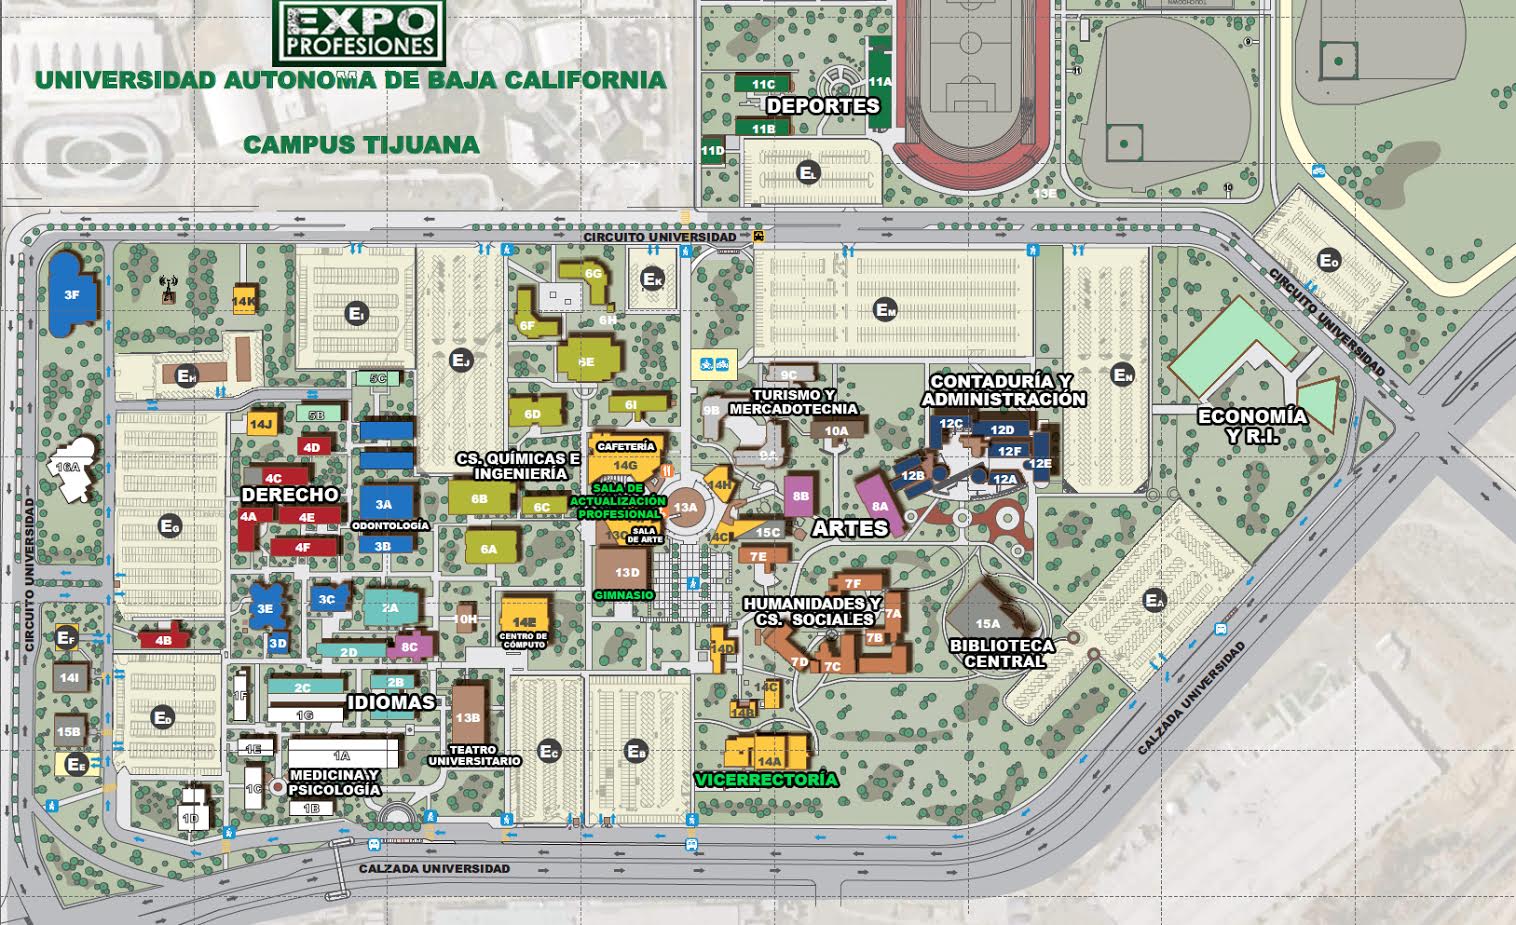 EXPO
PROFESIONES
UNIVERSIDAD AUTONOMA DE BAJA CALIFORNIA
CAMPUS TIJUANA
11C
11A
DEPORTES
11B
11D
EL
9
11
10
13E
CIRCUITO UNIVERSIDAD
3F
14K
EI
EJ
6G
6F
6H
6E
EK
EM
EN
EO
CIRCUITO UNIVERSIDAD
EH
5C
5B
14J
4D
6D
6I
9C
9B
TURISMO Y
MERCADOTECNIA
10A
9A
CONTADURÍA Y
ADMINISTRACIÓN
12C
12D
12F
12E
12B
12A
ECONOMÍA
Y R.I.
16A
EG
4C
DERECHO
4A
4E
4F
3A
ODONTOLOGÍA
3B
CS. QUÍMICAS E
INGENIERÍA
6B
6C
6A
CAFETERÍA
14G
SALA DE
ACTUALIZACIÓN
PROFESIONAL
13C
SALA
DE ARTE
14H
13A
8B
8A
ARTES
15C
7E
13D
GIMNASIO
CIRCUITO UNIVERSIDAD
3E
3C
3D
2A
2D
8C
10H
14E
CENTRO DE
CÓMPUTO
HUMANIDADES Y
CS. SOCIALES
7F
7A
7B
7C
7D
14D
15A
BIBLIOTECA
CENTRAL
EA
EF
4B
14I
15B
EE
ED
1F
2C
2B
1G
IDIOMAS
1E
1A
MEDICINA Y
PSICOLOGÍA
1C
1B
1D
13B
TEATRO
UNIVERSITARIO
EC
EB
14C
14B
14A
VICERRECTORÍA
CALZADA UNIVERSIDAD
CALZADA UNIVERSIDAD